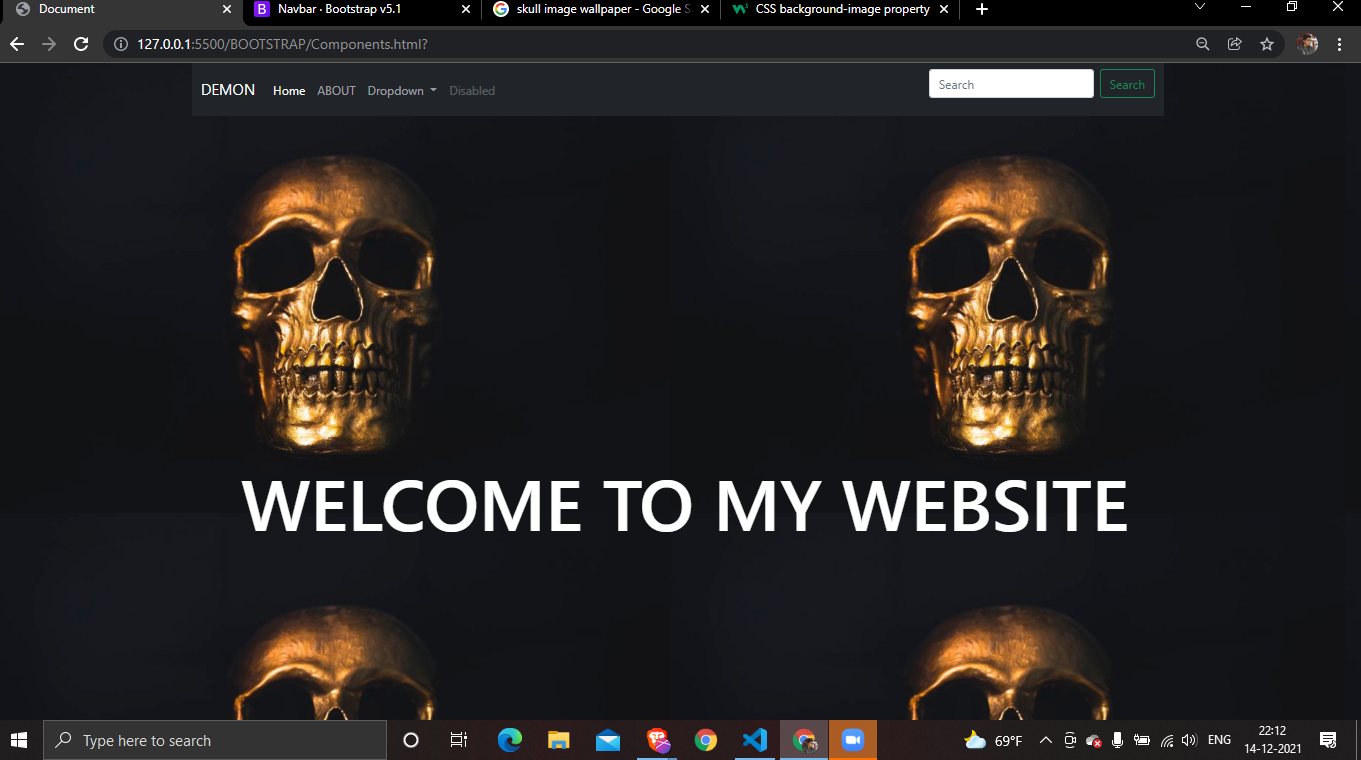 Document
B Navbar · Bootstrap v5.1
G skull image wallpaper - Google S
CSS background-image property
127.0.0.1:5500/BOOTSTRAP/Components.html?
DEMON Home ABOUT Dropdown Disabled Search Search
WELCOME TO MY WEBSITE
Type here to search
69°F
ENG
22:12
14-12-2021